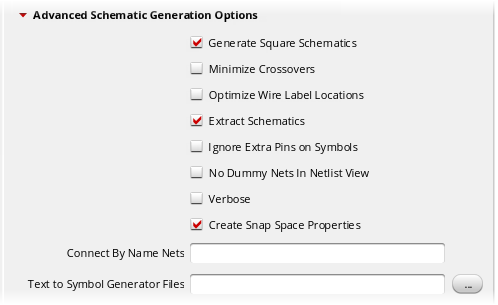 Advanced Schematic Generation Options
Generate Square Schematics
Minimize Crossovers
Optimize Wire Label Locations
Extract Schematics
Ignore Extra Pins on Symbols
No Dummy Nets In Netlist View
Verbose
Create Snap Space Properties
Connect By Name Nets
Text to Symbol Generator Files
...